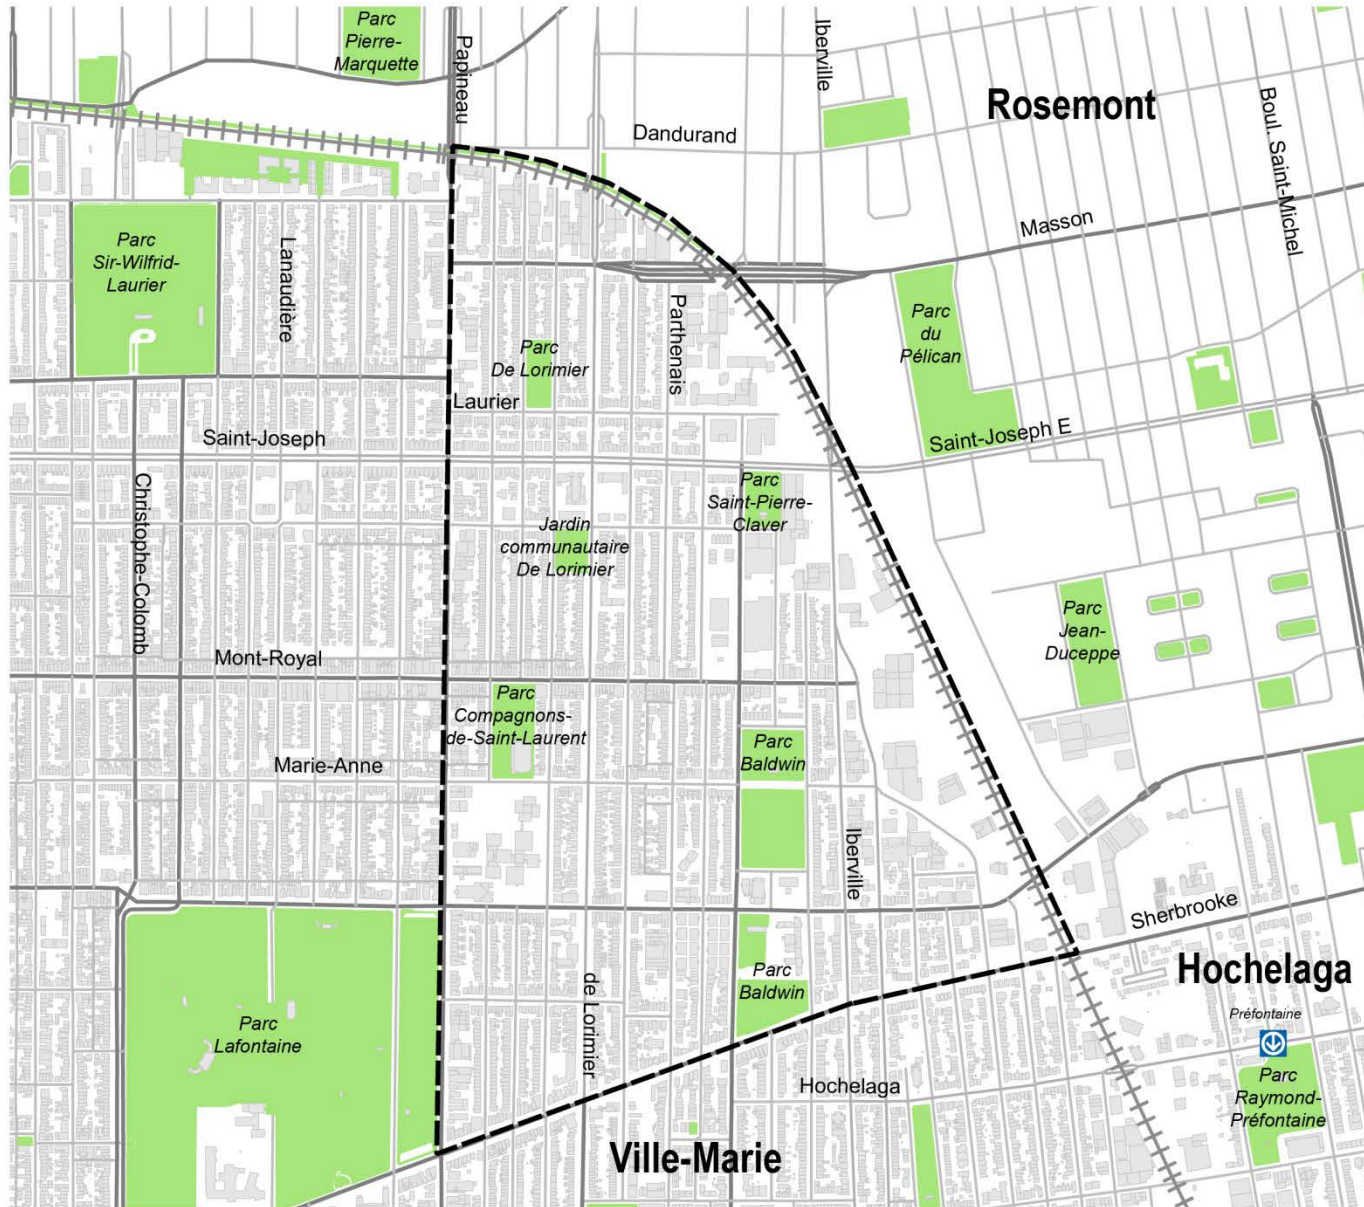 Parc
Pierre-
Marquette
Papineau
Iberville
Rosemont
Boul. Saint-Michel
Dandurand
Masson
Parc
Sir-Wilfrid-
Laurier
Lanaudière
Parthenais
Parc
du
Pélican
Parc
De Lorimier
Laurier
Saint-Joseph
Saint-Joseph E
Christophe-Colomb
Parc
Saint-Pierre-
Claver
Jardin
communautaire
De Lorimier
Parc
Jean-
Duceppe
Mont-Royal
Parc
Compagnons-
de-Saint-Laurent
Parc
Baldwin
Marie-Anne
Iberville
Sherbrooke
Hochelaga
Parc
Baldwin
de Lorimier
Parc
Lafontaine
Préfontaine
Hochelaga
Parc
Raymond-
Préfontaine
Ville-Marie